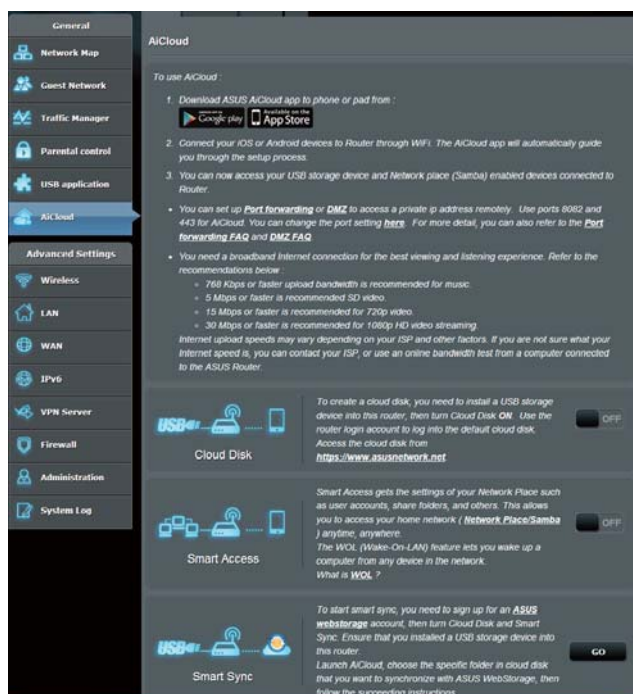 General
Network Map
Guest Network
Traffic Manager
Parental control
USB application
AiCloud
Advanced Settings
Wireless
LAN
WAN
IPv6
VPN Server
Firewall
Administration
System Log
AiCloud
To use AiCloud :
1. Download ASUS AiCloud app to phone or pad from :
Google play
Available on the
App Store
2. Connect your iOS or Android devices to Router through WiFi. The AiCloud app will automatically guide
you through the setup process.
3. You can now access your USB storage device and Network place (Samba) enabled devices connected to
Router.
• You can set up Port forwarding or DMZ to access a private ip address remotely. Use ports 8082 and
443 for AiCloud. You can change the port setting here. For more detail, you can also refer to the Port
forwarding FAQ and DMZ FAQ.
• You need a broadband Internet connection for the best viewing and listening experience. Refer to the
recommendations below :
768 Kbps or faster upload bandwidth is recommended for music.
5 Mbps or faster is recommended SD video.
15 Mbps or faster is recommended for 720p video.
30 Mbps or faster is recommended for 1080p HD video streaming.
Internet upload speeds may vary depending on your ISP and other factors. If you are not sure what your
Internet speed is, you can contact your ISP, or use an online bandwidth test from a computer connected
to the ASUS Router.
USB
Cloud Disk
To create a cloud disk, you need to install a USB storage
device into this router, then turn Cloud Disk ON. Use the
router login account to log into the default cloud disk.
Access the cloud disk from
https://www.asusnetwork.net
OFF
Smart Access
Smart Access gets the settings of your Network Place such
as user accounts, share folders, and others. This allows
you to access your home network ( Network Place/Samba
) anytime, anywhere.
The WOL (Wake-On-LAN) feature lets you wake up a
computer from any device in the network.
What is WOL ?
OFF
USB
Smart Sync
To start smart sync, you need to sign up for an ASUS
webstorage account, then turn Cloud Disk and Smart
Sync. Ensure that you installed a USB storage device into
this router.
Launch AiCloud, choose the specific folder in cloud disk
that you want to synchronize with ASUS WebStorage, then
follow the succeeding instructions.
GO